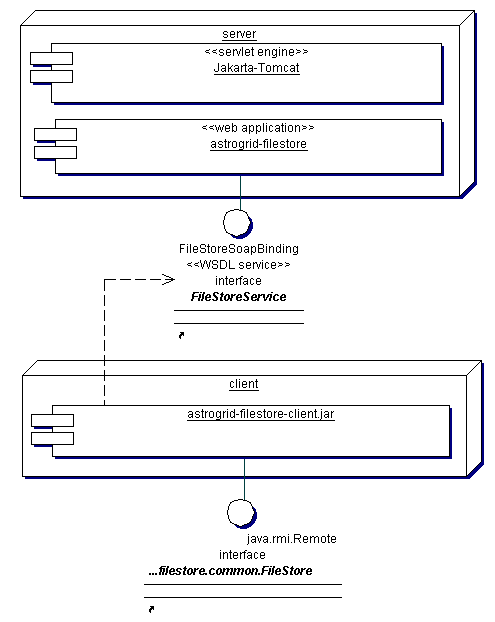 server
<<servlet engine>>
Jakarta-Tomcat
<<web application>>
astrogrid-filestore
FileStoreSoapBinding
<<WSDL service>>
interface
FileStoreService
client
astrogrid-filestore-client.jar
java.rmi.Remote
interface
...filestore.common.FileStore